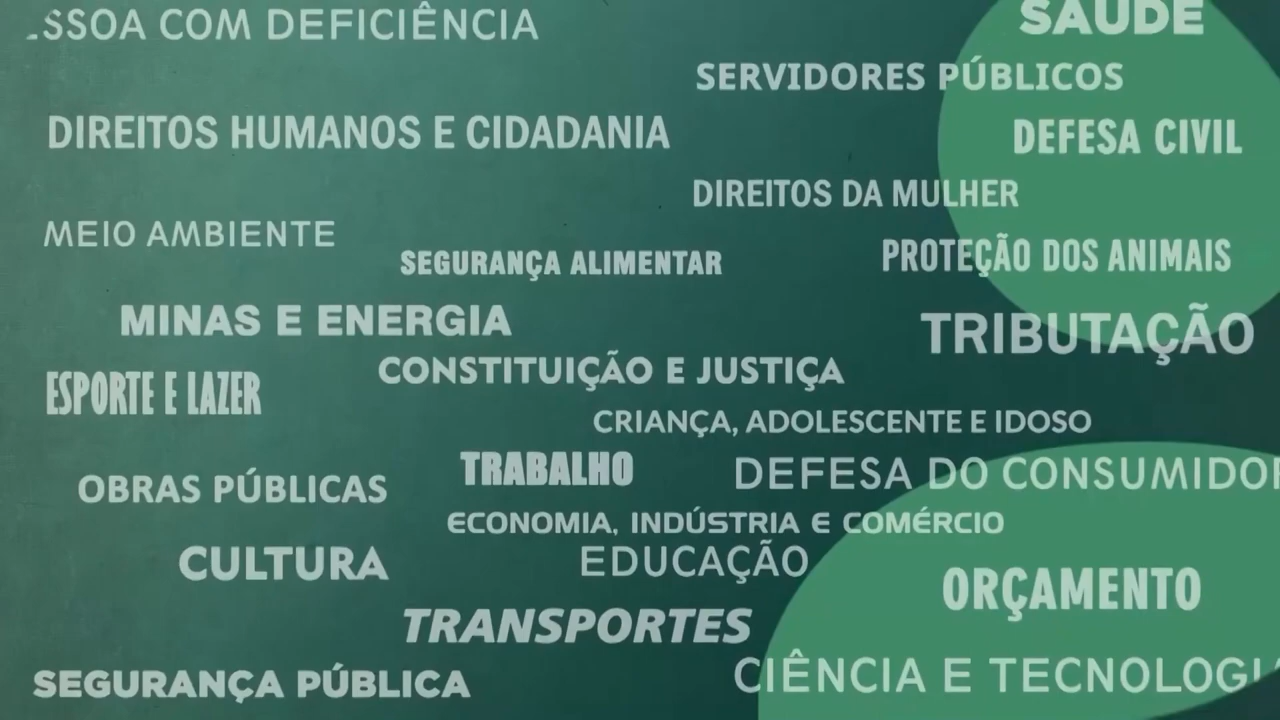 SSOA COM DEFICIÊNCIA
SAÚDE
SERVIDORES PÚBLICOS
DIREITOS HUMANOS E CIDADANIA
DEFESA CIVIL
DIREITOS DA MULHER
MEIO AMBIENTE
SEGURANÇA ALIMENTAR
PROTEÇÃO DOS ANIMAIS
MINAS E ENERGIA
TRIBUTAÇÃO
CONSTITUIÇÃO E JUSTIÇA
ESPORTE E LAZER
CRIANÇA, ADOLESCENTE E IDOSO
TRABALHO
DEFESA DO CONSUMIDOR
OBRAS PÚBLICAS
ECONOMIA, INDÚSTRIA E COMÉRCIO
CULTURA
EDUCAÇÃO
ORÇAMENTO
TRANSPORTES
SEGURANÇA PÚBLICA
CIÊNCIA E TECNOLOGI